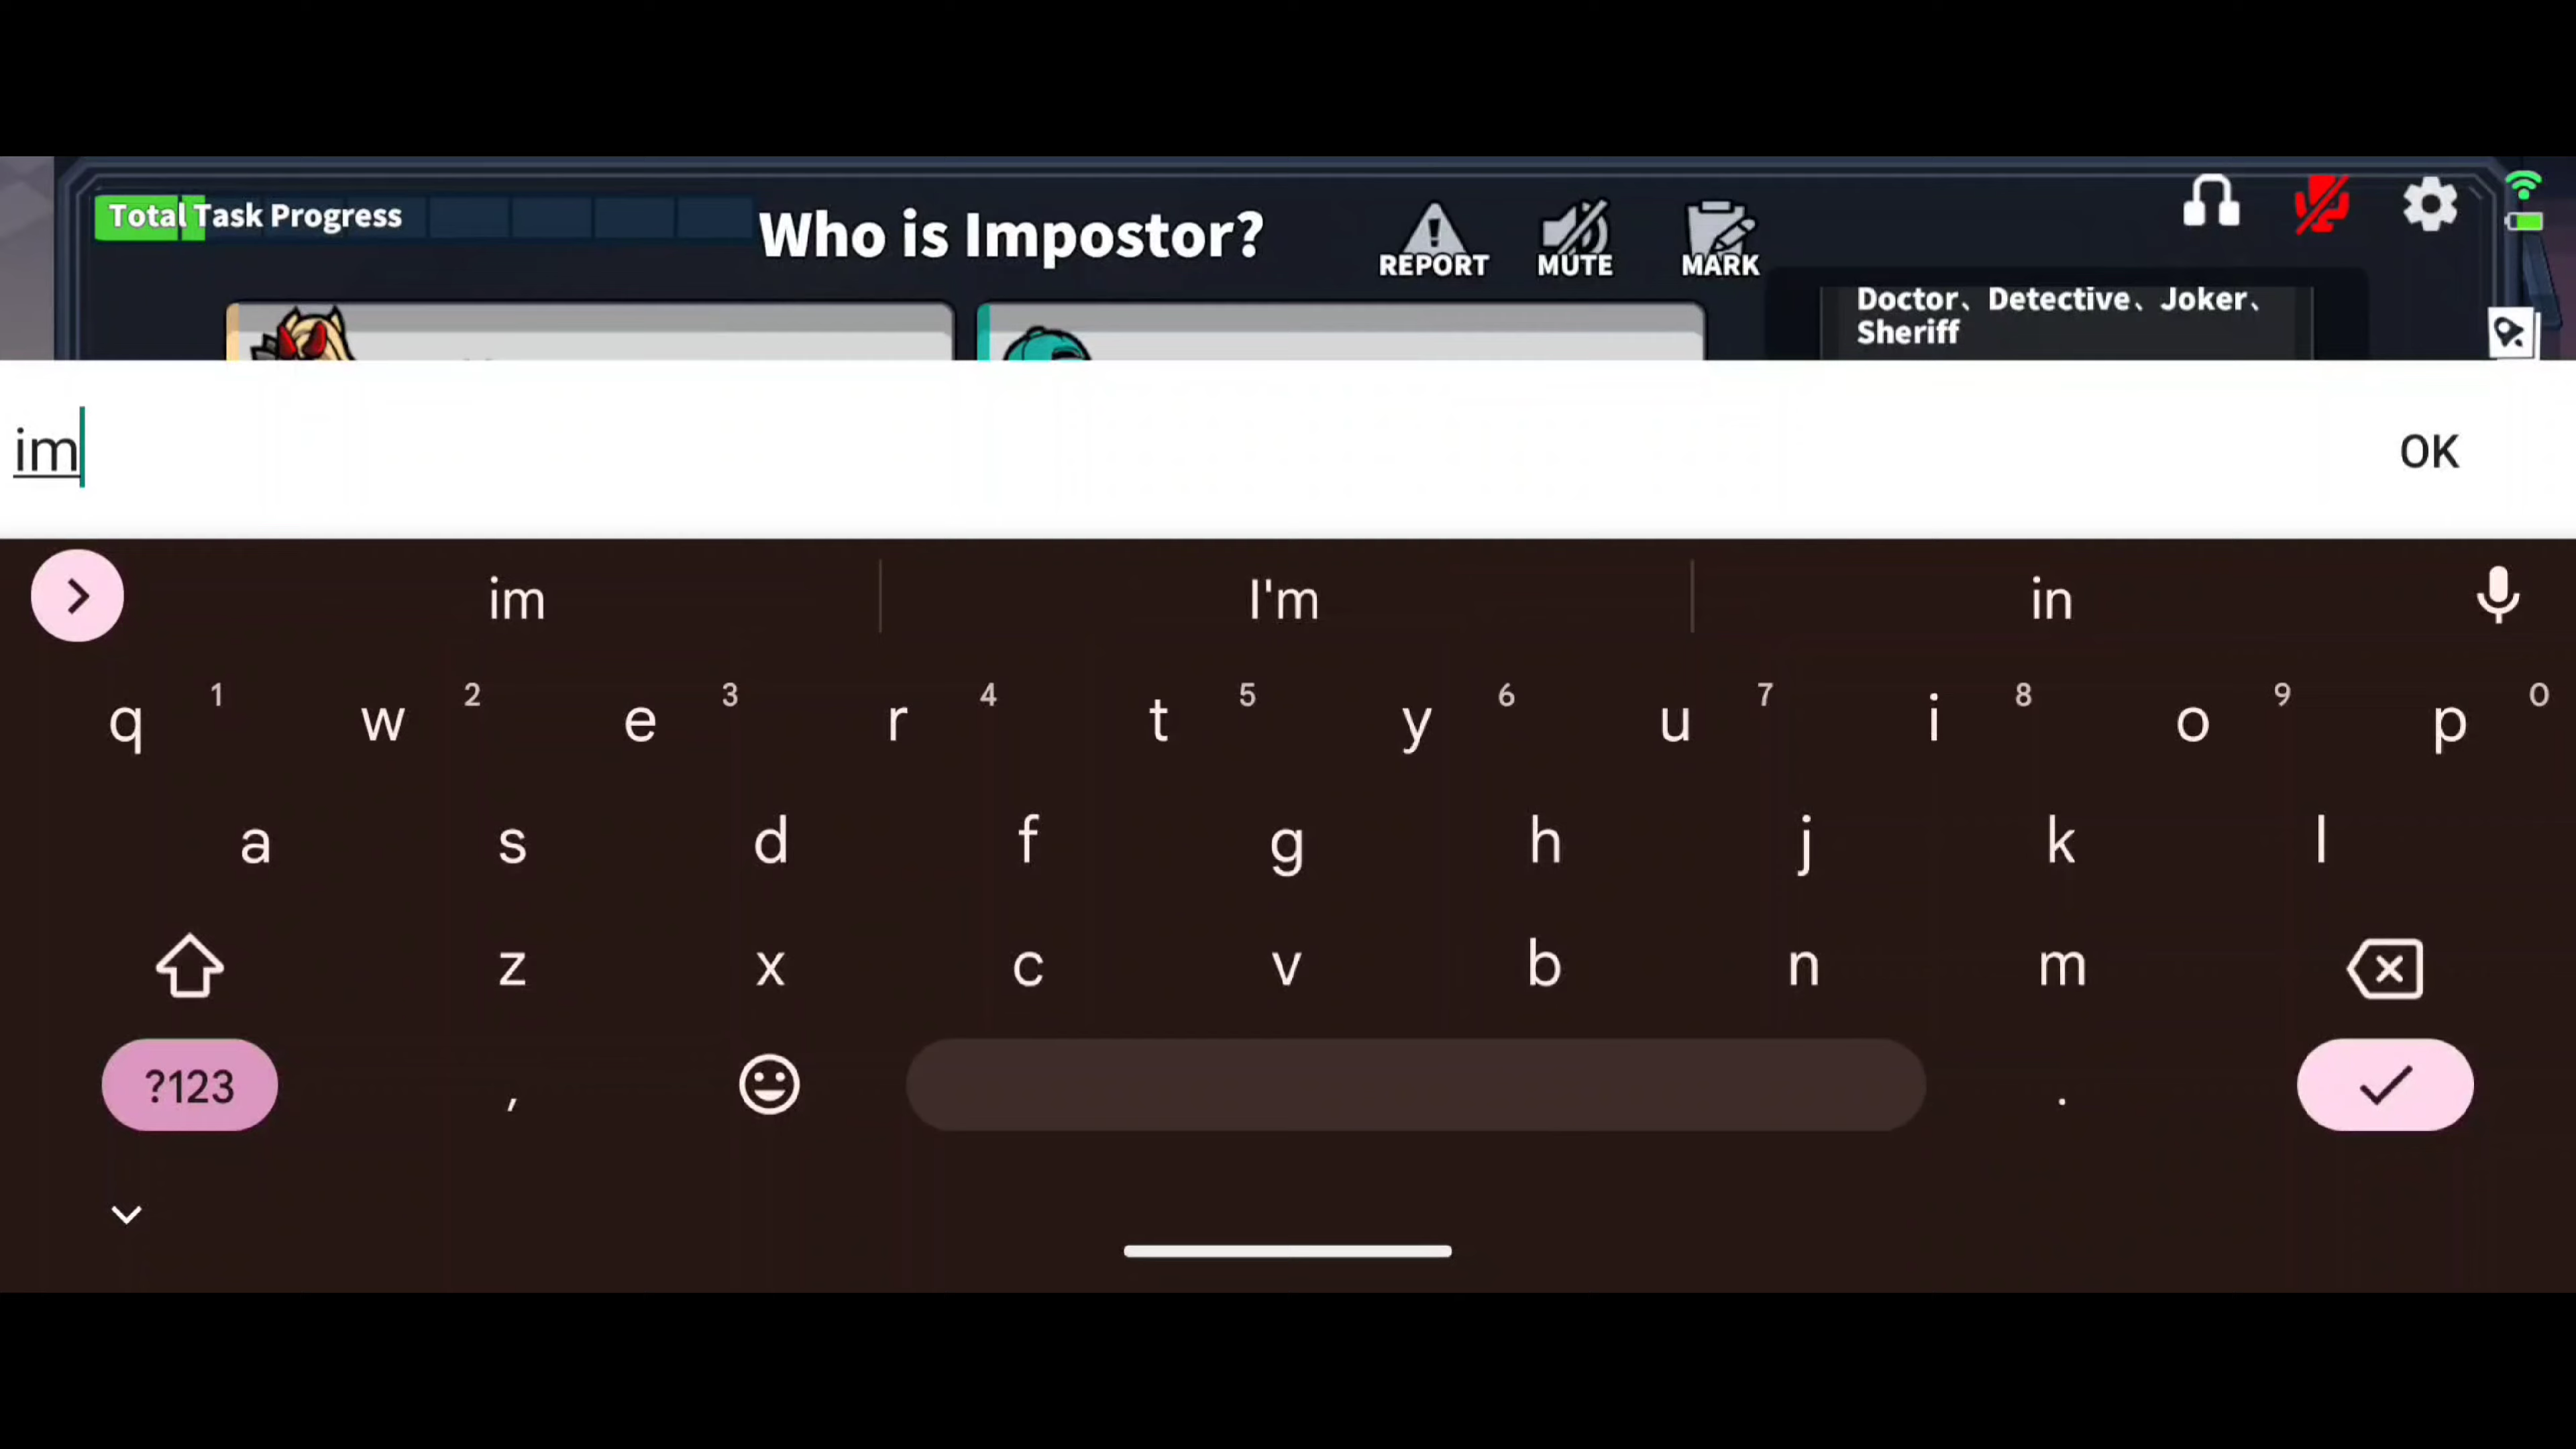 Total Task Progress
Who is Impostor?
REPORT
MUTE
MARK
Doctor、Detective、Joker、
Sheriff
im
OK
im
I'm
in
q 1 w 2 e 3 r 4 t 5 y 6 u 7 i 8 o 9 p 0
a s d f g h j k l
z x c v b n m
?123 , .